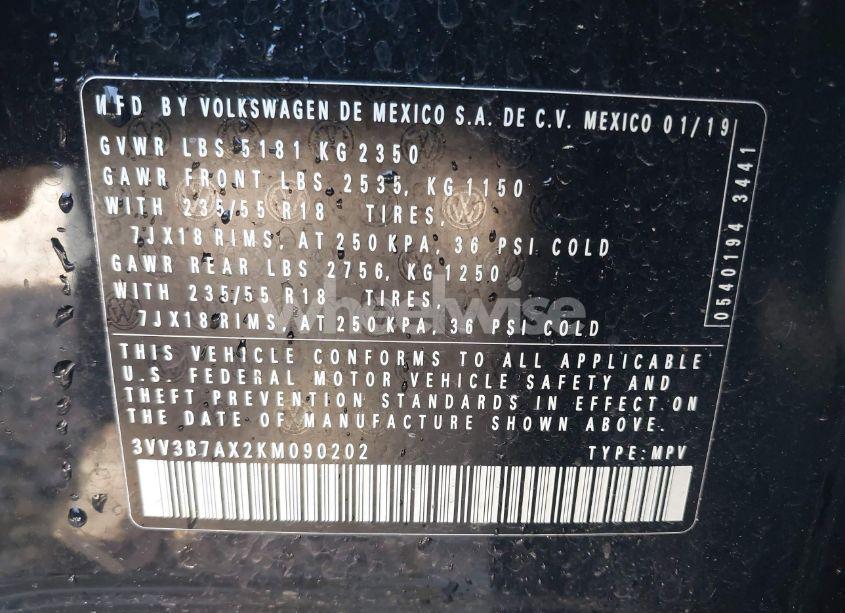 MFD BY VOLKSWAGEN DE MEXICO S.A. DE C.V. MEXICO 01/19
GVWR LBS 5181 KG 2350
GAWR FRONT LBS 2535, KG 1150
WITH 235/55 R18 TIRES,
7JX18 RIMS, AT 250 KPA, 36 PSI COLD
GAWR REAR LBS 2756, KG 1250
WITH 235/55 R18 TIRES,
7JX18 RIMS, AT 250 KPA, 36 PSI COLD
0540194 3441
wheelwise
THIS VEHICLE CONFORMS TO ALL APPLICABLE
U.S. FEDERAL MOTOR VEHICLE SAFETY AND
THEFT PREVENTION STANDARDS IN EFFECT ON
THE DATE OF MANUFACTURE SHOWN ABOVE.
3VV3B7AX2KM090202 TYPE: MPV